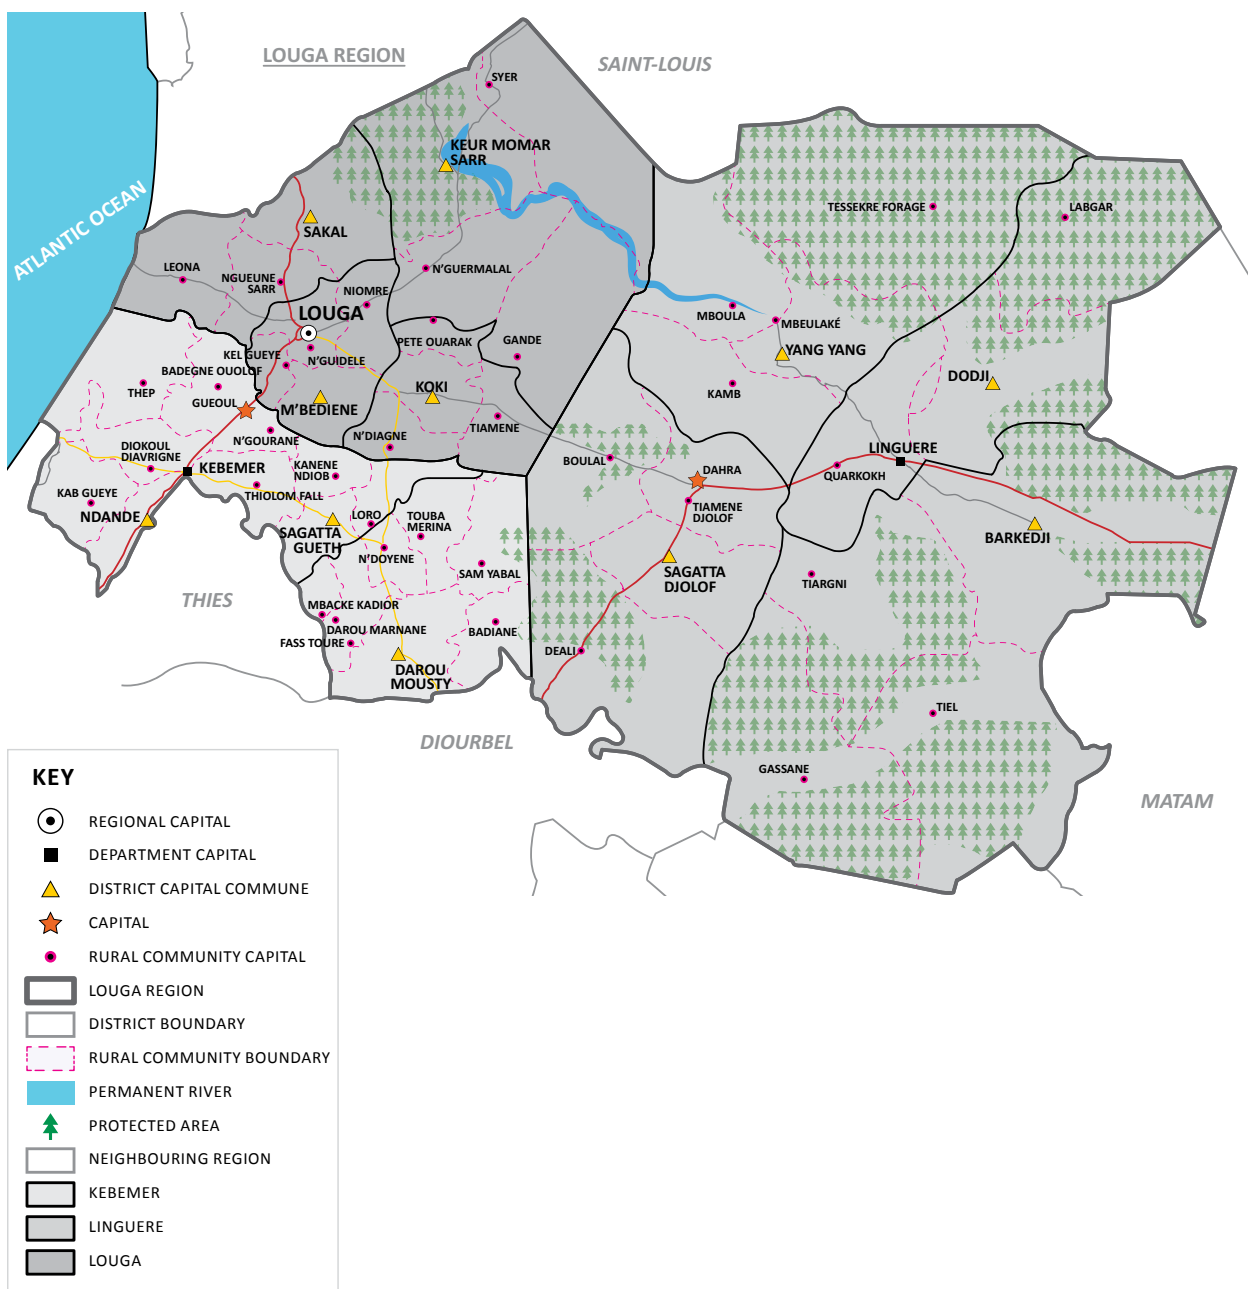 LOUGA REGION
SAINT-LOUIS
SYER
KEUR MOMAR
SARR
ATLANTIC OCEAN
TESSEKRE FORAGE
LABGAR
SAKAL
LEONA
NGUEUNE
SARR
N'GUERMALAL
NIOMRE
LOUGA
MBOULA
MBEULAKÉ
PETE OUARAK
GANDE
YANG YANG
KEL GUEYE
N'GUIDELE
BADEGNE OUOLOF
THEP
GUEOUL
M'BEDIENE
KOKI
KAMB
DODJI
TIAMENE
N'GOURANE
N'DIAGNE
DIOKOUL
DIAVRIGNE
KEBEMER
KANENE
NDIOB
BOULAL
DAHRA
LINGUERE
QUARKOKH
KAB GUEYE
THIOLOM FALL
NDANDE
LORO
TOUBA
MERINA
TIAMENE
DJOLOF
SAGATTA
GUETH
BARKEDJI
N'DOYENE
SAM YABAL
SAGATTA
DJOLOF
TIARGNI
THIES
MBACKE KADIOR
DAROU MARNANE
FASS TOURE
BADIANE
DEALI
DAROU
MOUSTY
TIEL
DIOURBEL
GASSANE
MATAM
KEY
REGIONAL CAPITAL
DEPARTMENT CAPITAL
DISTRICT CAPITAL COMMUNE
CAPITAL
RURAL COMMUNITY CAPITAL
LOUGA REGION
DISTRICT BOUNDARY
RURAL COMMUNITY BOUNDARY
PERMANENT RIVER
PROTECTED AREA
NEIGHBOURING REGION
KEBEMER
LINGUERE
LOUGA